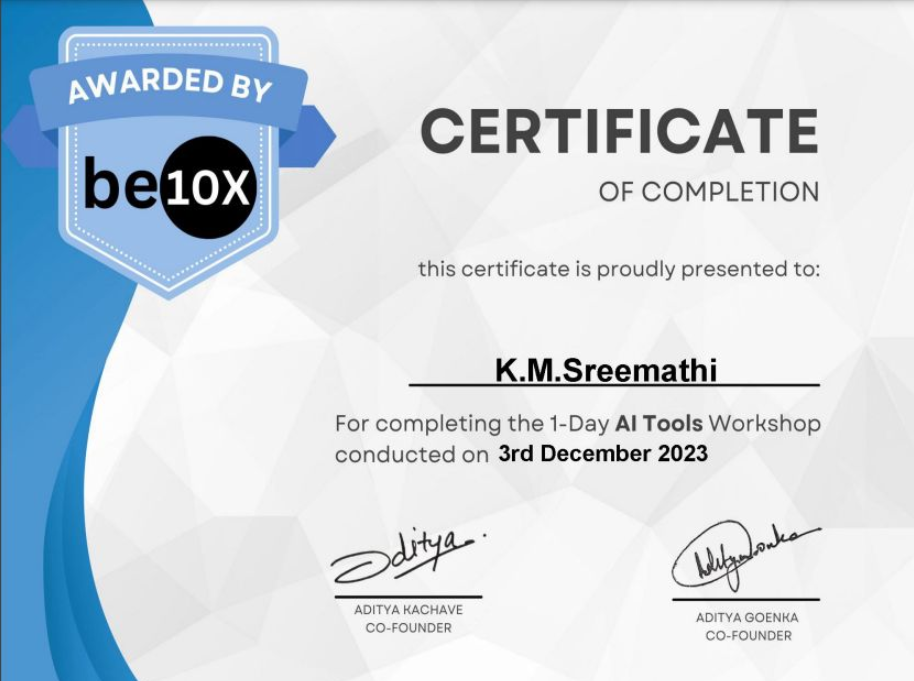 AWARDED BY
be10X
CERTIFICATE
OF COMPLETION
this certificate is proudly presented to:
K.M.Sreemathi
For completing the 1-Day AI Tools Workshop
conducted on 3rd December 2023
Aditya
ADITYA KACHAVE
CO-FOUNDER
ADITYA GOENKA
CO-FOUNDER